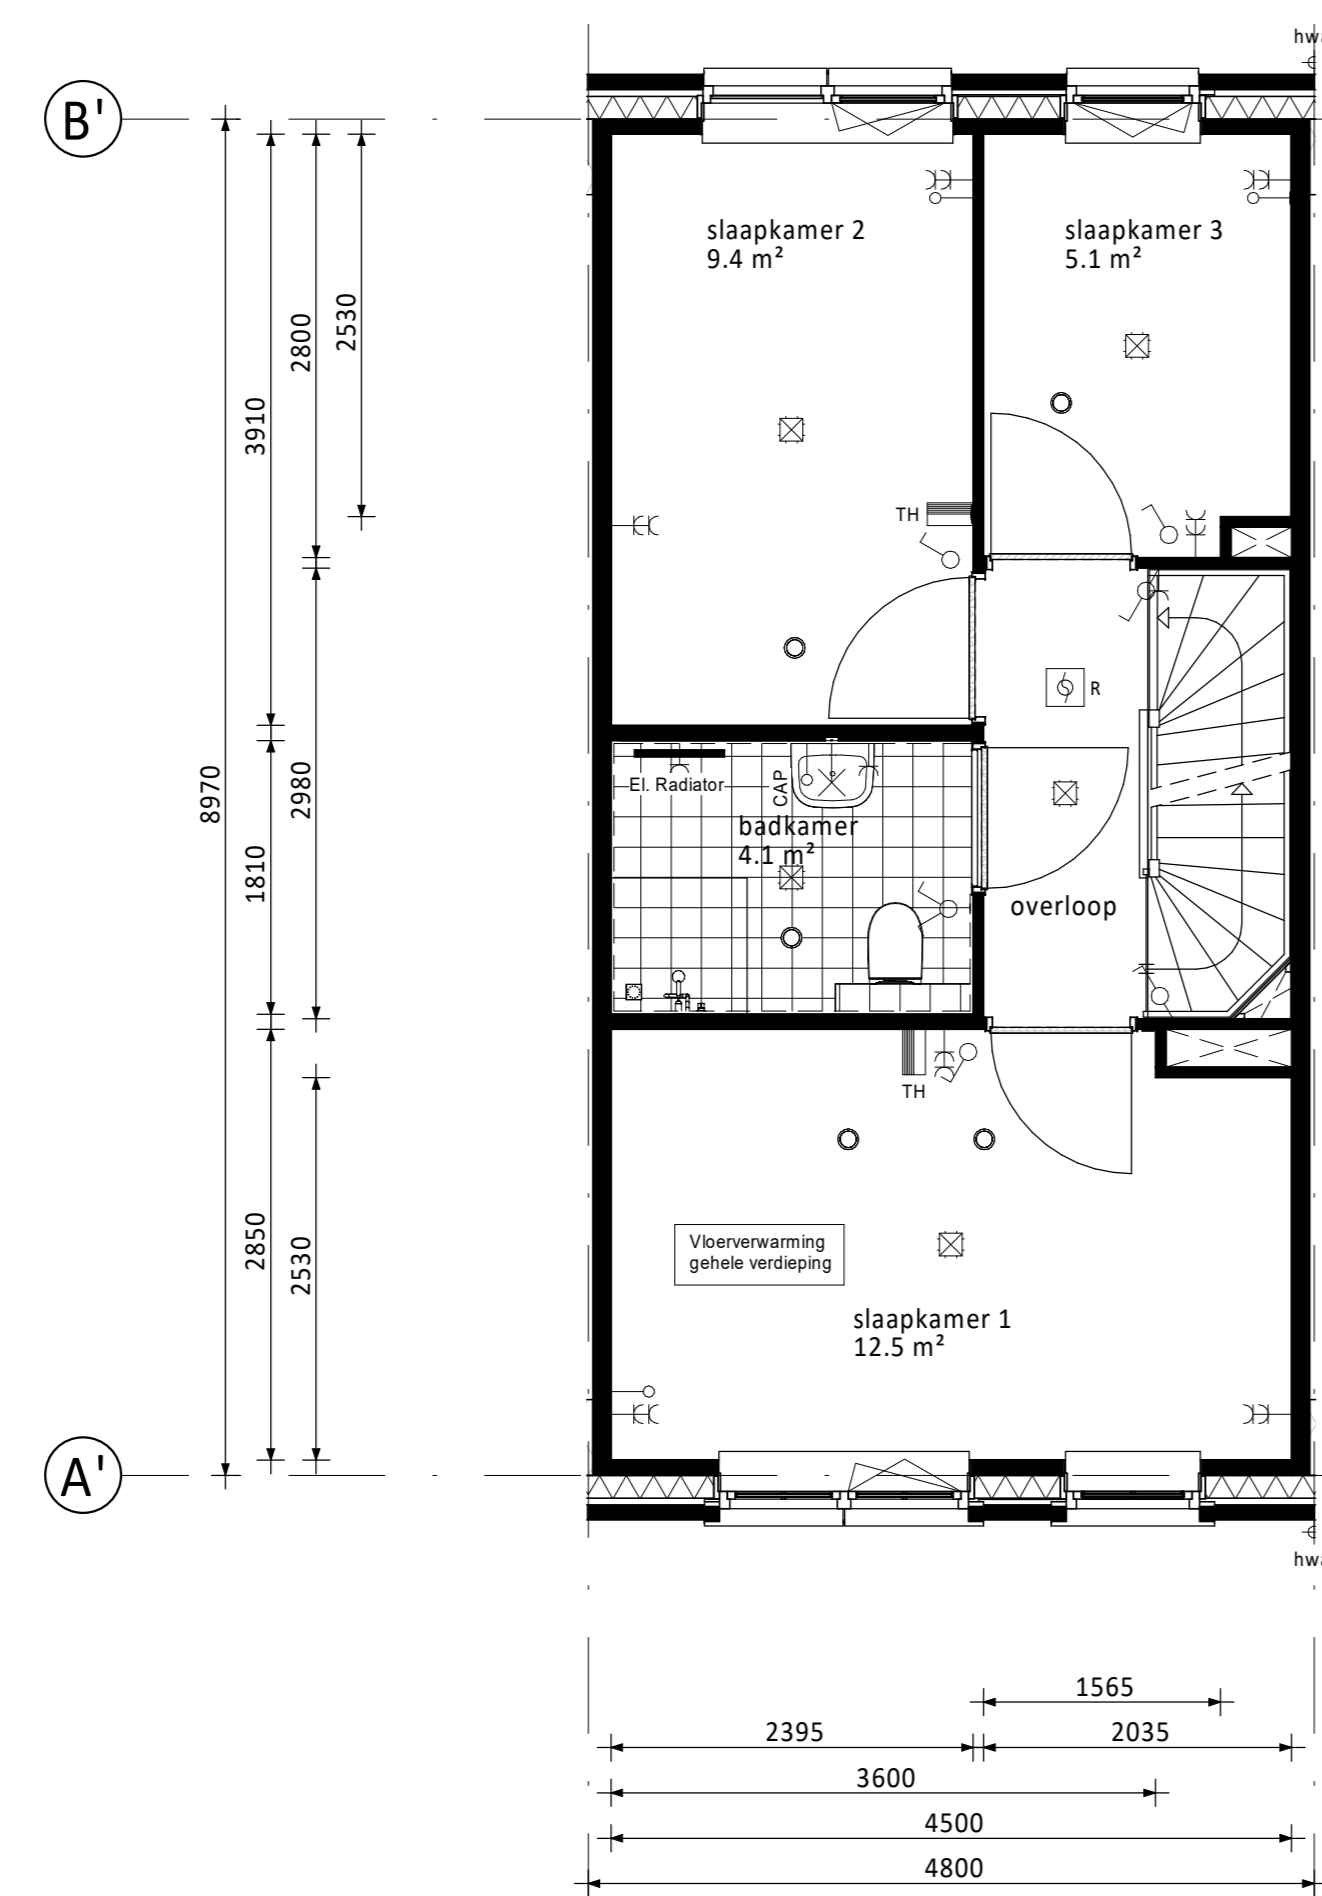 hwa
B'
slaapkamer 2
9.4 m²
slaapkamer 3
5.1 m²
2530
2800
3910
TH
R
8970
2980
1810
El. Radiator
CAP
badkamer
4.1 m²
overloop
TH
2850
2530
Vloerverwarming
gehele verdieping
slaapkamer 1
12.5 m²
A'
hwa
1565
2395
2035
3600
4500
4800